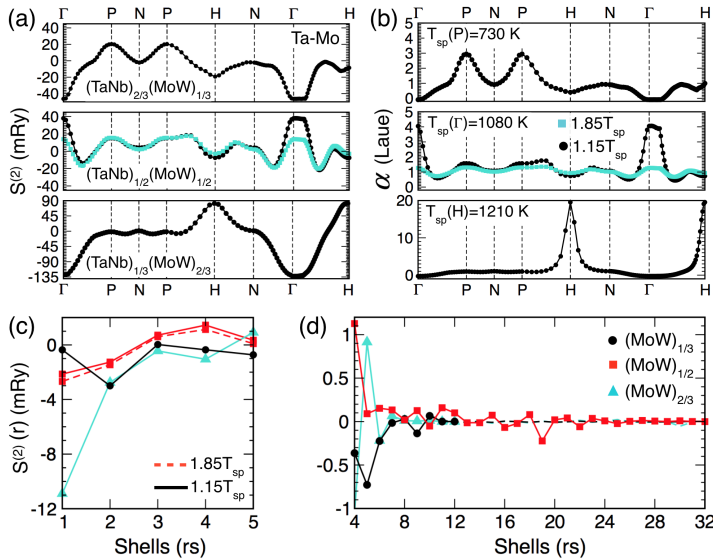 (a)
Γ P N P H N Γ H
Ta-Mo
40
20
0
-20
-40
(TaNb)2/3(MoW)1/3
S(2) (mRy)
40
20
0
-20
-40
(TaNb)1/2(MoW)1/2
90
45
0
-45
-90
-135
(TaNb)1/3(MoW)2/3
Γ P N P H N Γ H
(b)
Γ P N P H N Γ H
5
4
3
2
1
0
Tsp(P)=730 K
α (Laue)
5
4
3
2
1
0
Tsp(Γ)=1080 K
1.85Tsp
1.15Tsp
20
10
0
Tsp(H)=1210 K
Γ P N P H N Γ H
(c)
S(2)(r) (mRy)
0
-4
-8
-12
1.85Tsp
1.15Tsp
1 2 3 4 5
Shells (rs)
(d)
1
0.5
0
-0.5
-1
(MoW)1/3
(MoW)1/2
(MoW)2/3
4 8 12 16 20 24 28 32
Shells (rs)